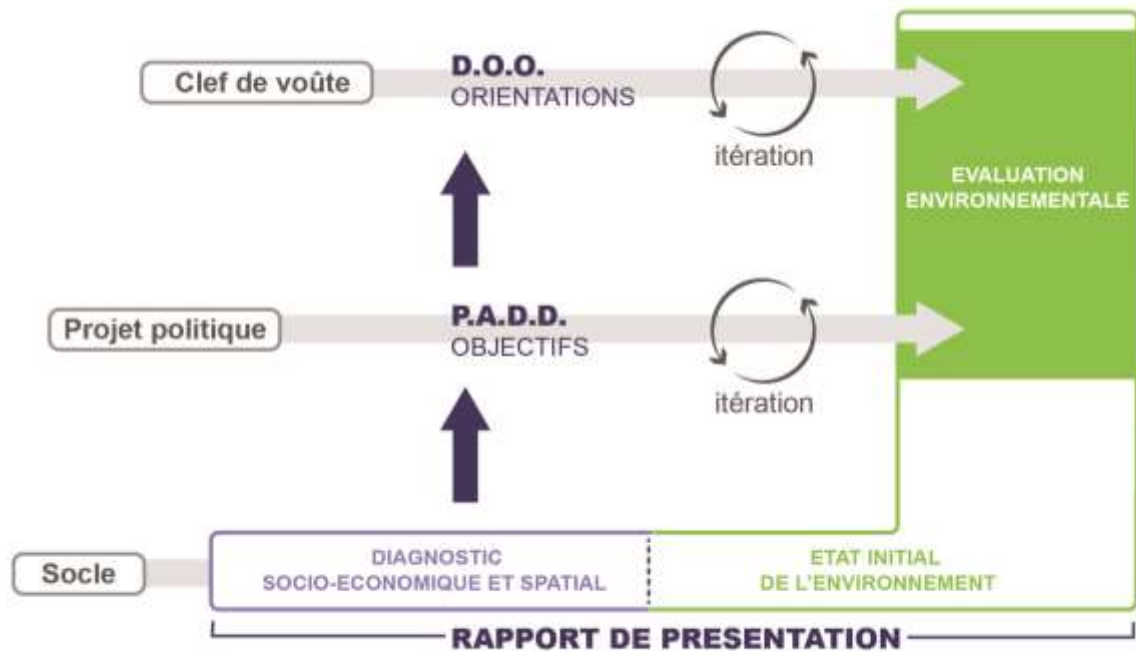 Clef de voûte
D.O.O.
ORIENTATIONS
itération
EVALUATION
ENVIRONNEMENTALE
Projet politique
P.A.D.D.
OBJECTIFS
itération
Socle
DIAGNOSTIC
SOCIO-ECONOMIQUE ET SPATIAL
ETAT INITIAL
DE L'ENVIRONNEMENT
RAPPORT DE PRESENTATION